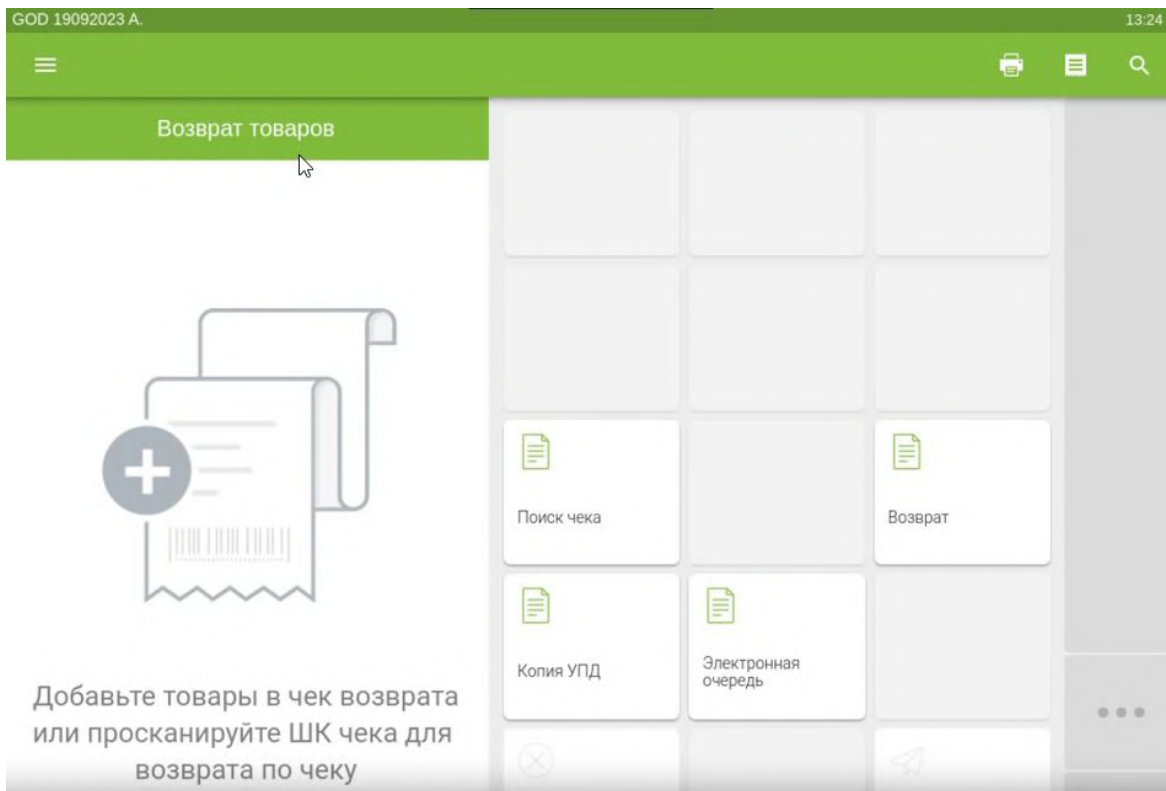 GOD 19092023 A.
13:24
Возврат товаров
Поиск чека
Возврат
Копия УПД
Электронная
очередь
Добавьте товары в чек возврата
или просканируйте ШК чека для
возврата по чеку